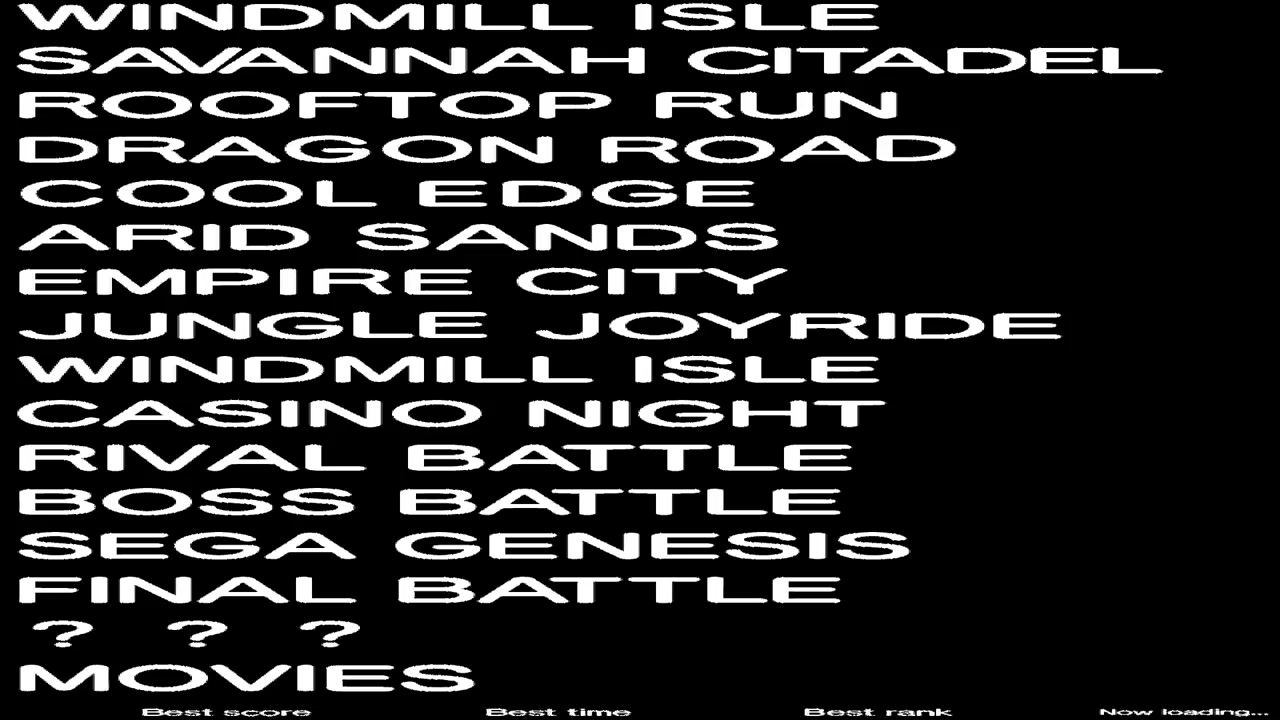 WINDMILL ISLE
SAVANNAH CITADEL
ROOFTOP RUN
DRAGON ROAD
COOL EDGE
ARID SANDS
EMPIRE CITY
JUNGLE JOYRIDE
WINDMILL ISLE
CASINO NIGHT
RIVAL BATTLE
BOSS BATTLE
SEGA GENESIS
FINAL BATTLE
? ? ?
MOVIES
Best score Best time Best rank Now loading...